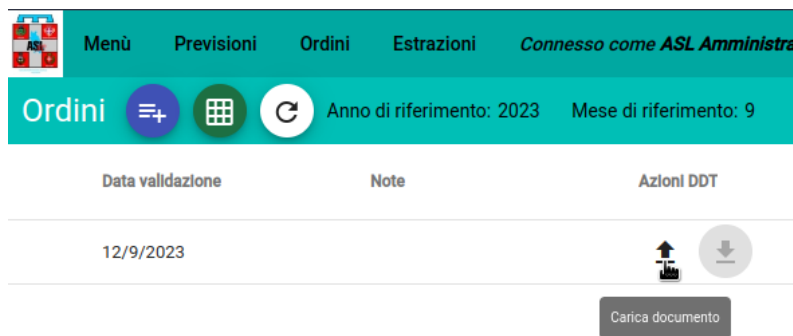 ASL Menù Previsioni Ordini Estrazioni Connesso come ASL Amministra
Ordini Anno di riferimento: 2023 Mese di riferimento: 9
Data validazione Note Azioni DDT
12/9/2023
Carica documento